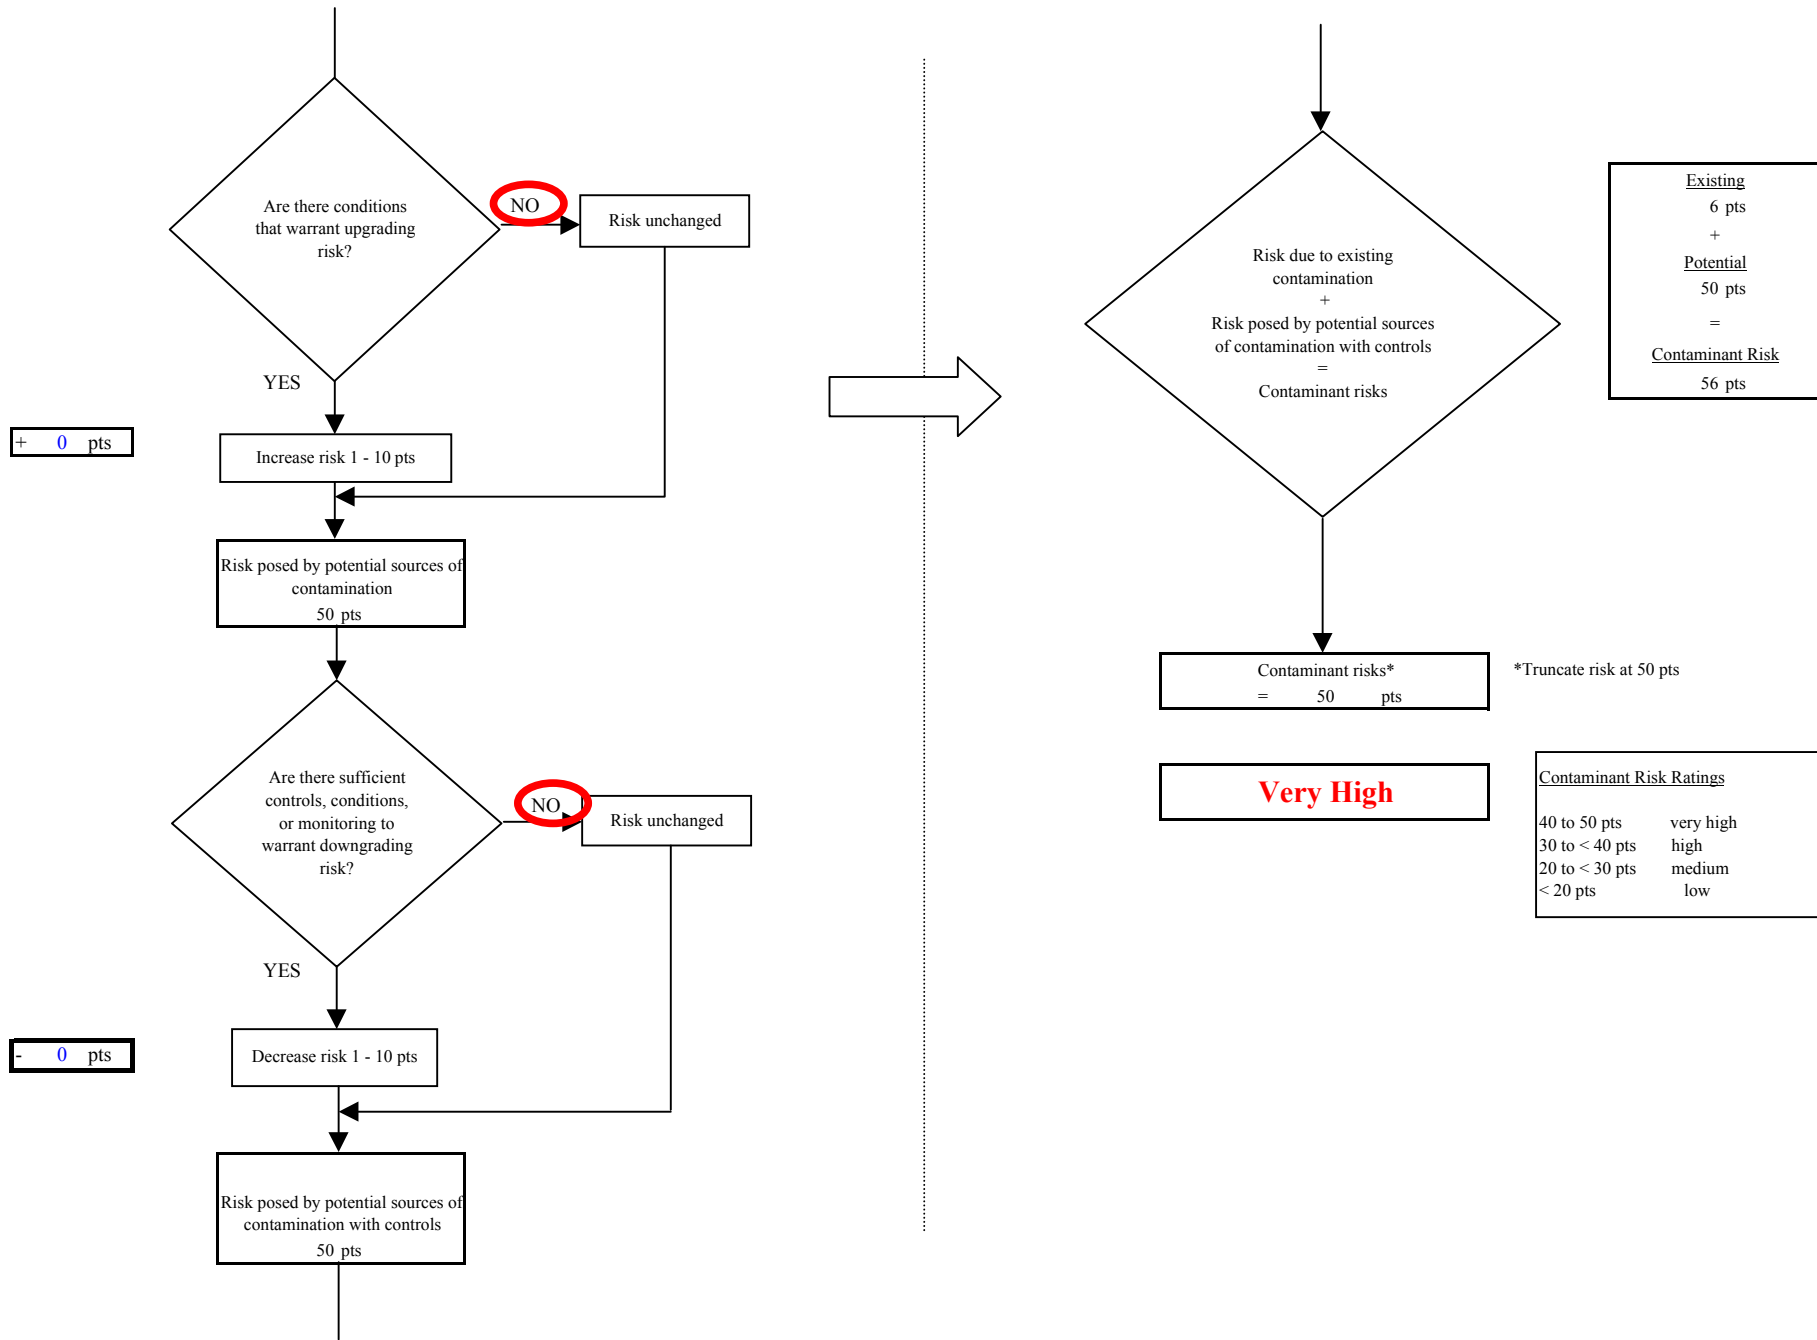 Are there conditions
that warrant upgrading
risk?
NO
Risk unchanged
YES
+ 0 pts
Increase risk 1 - 10 pts
Risk posed by potential sources of
contamination
50 pts
Are there sufficient
controls, conditions,
or monitoring to
warrant downgrading
risk?
NO
Risk unchanged
YES
- 0 pts
Decrease risk 1 - 10 pts
Risk posed by potential sources of
contamination with controls
50 pts
Risk due to existing
contamination
+
Risk posed by potential sources
of contamination with controls
=
Contaminant risks
Existing
6 pts
+
Potential
50 pts
=
Contaminant Risk
56 pts
Contaminant risks*
= 50 pts
*Truncate risk at 50 pts
Very High
Contaminant Risk Ratings
40 to 50 pts very high
30 to < 40 pts high
20 to < 30 pts medium
< 20 pts low